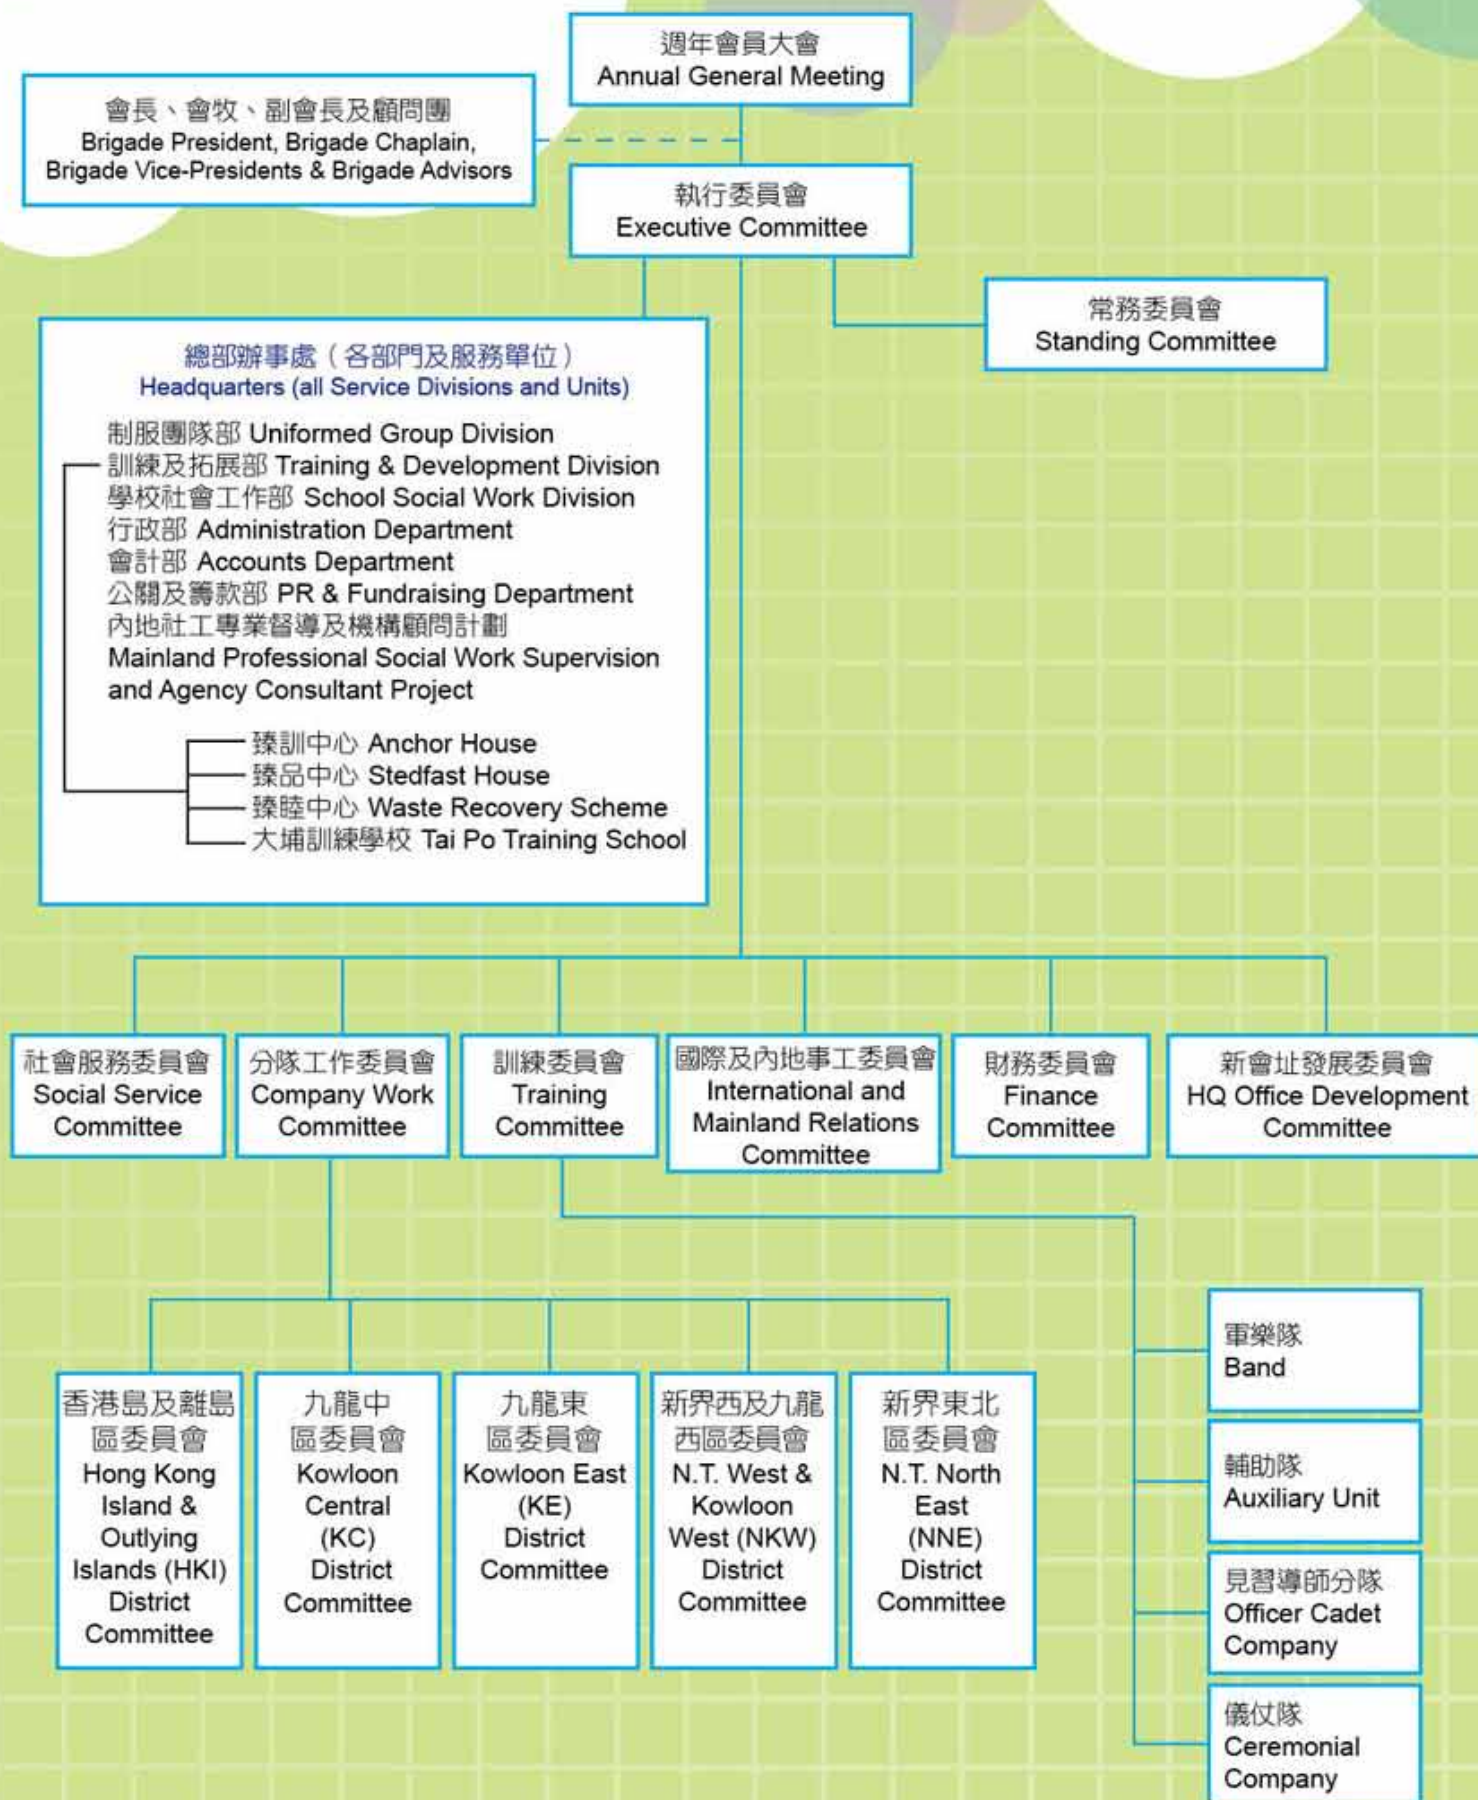 週年會員大會
Annual General Meeting
會長、會牧、副會長及顧問團
Brigade President, Brigade Chaplain,
Brigade Vice-Presidents & Brigade Advisors
執行委員會
Executive Committee
常務委員會
Standing Committee
總部辦事處（各部門及服務單位）
Headquarters (all Service Divisions and Units)
制服團隊部 Uniformed Group Division
訓練及拓展部 Training & Development Division
學校社會工作部 School Social Work Division
行政部 Administration Department
會計部 Accounts Department
公關及籌款部 PR & Fundraising Department
內地社工專業督導及機構顧問計劃
Mainland Professional Social Work Supervision
and Agency Consultant Project
臻訓中心 Anchor House
臻品中心 Stedfast House
臻睦中心 Waste Recovery Scheme
大埔訓練學校 Tai Po Training School
社會服務委員會
Social Service
Committee
分隊工作委員會
Company Work
Committee
訓練委員會
Training
Committee
國際及內地事工委員會
International and
Mainland Relations
Committee
財務委員會
Finance
Committee
新會址發展委員會
HQ Office Development
Committee
香港島及離島
區委員會
Hong Kong
Island &
Outlying
Islands (HKI)
District
Committee
九龍中
區委員會
Kowloon
Central
(KC)
District
Committee
九龍東
區委員會
Kowloon East
(KE)
District
Committee
新界西及九龍
西區委員會
N.T. West &
Kowloon
West (NKW)
District
Committee
新界東北
區委員會
N.T. North
East
(NNE)
District
Committee
軍樂隊
Band
輔助隊
Auxiliary Unit
見習導師分隊
Officer Cadet
Company
儀仗隊
Ceremonial
Company